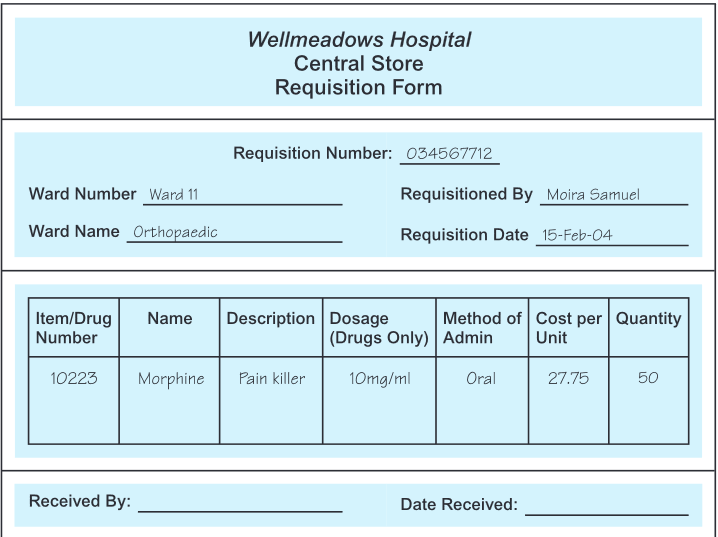 Wellmeadows Hospital
Central Store
Requisition Form
Requisition Number: 034567712
Ward Number Ward 11 Requisitioned By Moira Samuel
Ward Name Orthopaedic Requisition Date 15-Feb-04
Item/Drug Number Name Description Dosage (Drugs Only) Method of Admin Cost per Unit Quantity
10223 Morphine Pain killer 10mg/ml Oral 27.75 50
Received By: Date Received: